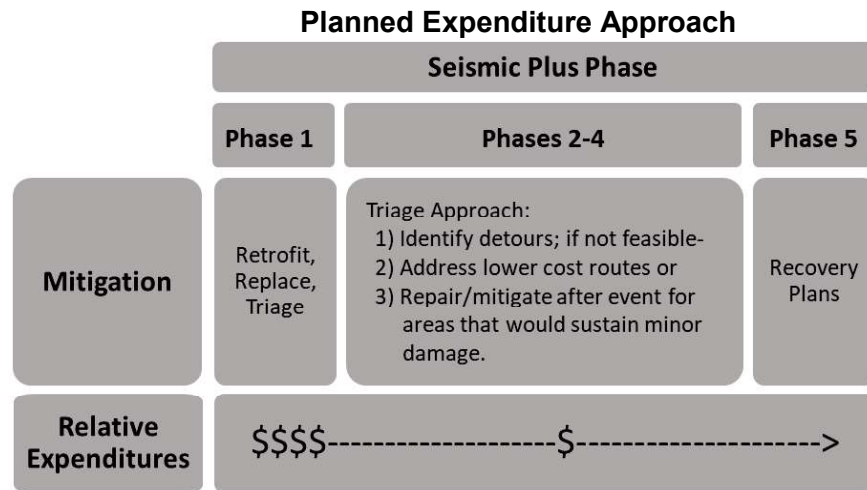 Planned Expenditure Approach
Seismic Plus Phase
Phase 1
Phases 2-4
Phase 5
Mitigation
Retrofit,
Replace,
Triage
Triage Approach:
1) Identify detours; if not feasible-
2) Address lower cost routes or
3) Repair/mitigate after event for
areas that would sustain minor
damage.
Recovery
Plans
Relative
Expenditures
$$$$--------------------$---------------------->